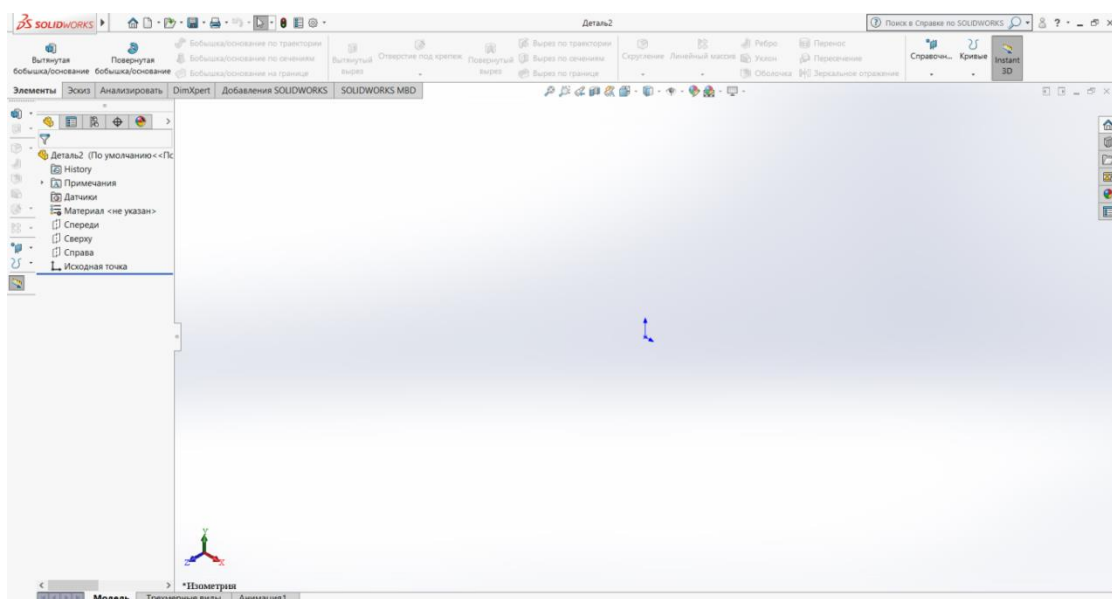 SOLIDWORKS
Деталь2
Поиск в Справке по SOLIDWORKS
Вытянутая бобышка/основание
Повернутая бобышка/основание
Бобышка/основание по траектории
Бобышка/основание по сечениям
Бобышка/основание на границе
Вытянутый вырез
Отверстие под крепеж
Повернутый вырез
Вырез по траектории
Вырез по сечениям
Вырез по границе
Скругление
Линейный массив
Ребро
Уклон
Оболочка
Перенос
Пересечение
Зеркальное отражение
Справочн...
Кривые
Instant 3D
Элементы Эскиз Анализировать DimXpert Добавления SOLIDWORKS SOLIDWORKS MBD
Деталь2 (По умолчанию<<По
History
Примечания
Датчики
Материал <не указан>
Спереди
Сверху
Справа
Исходная точка
Y
Z
X
*Изометрия
Модель Трехмерные виды Анимация1